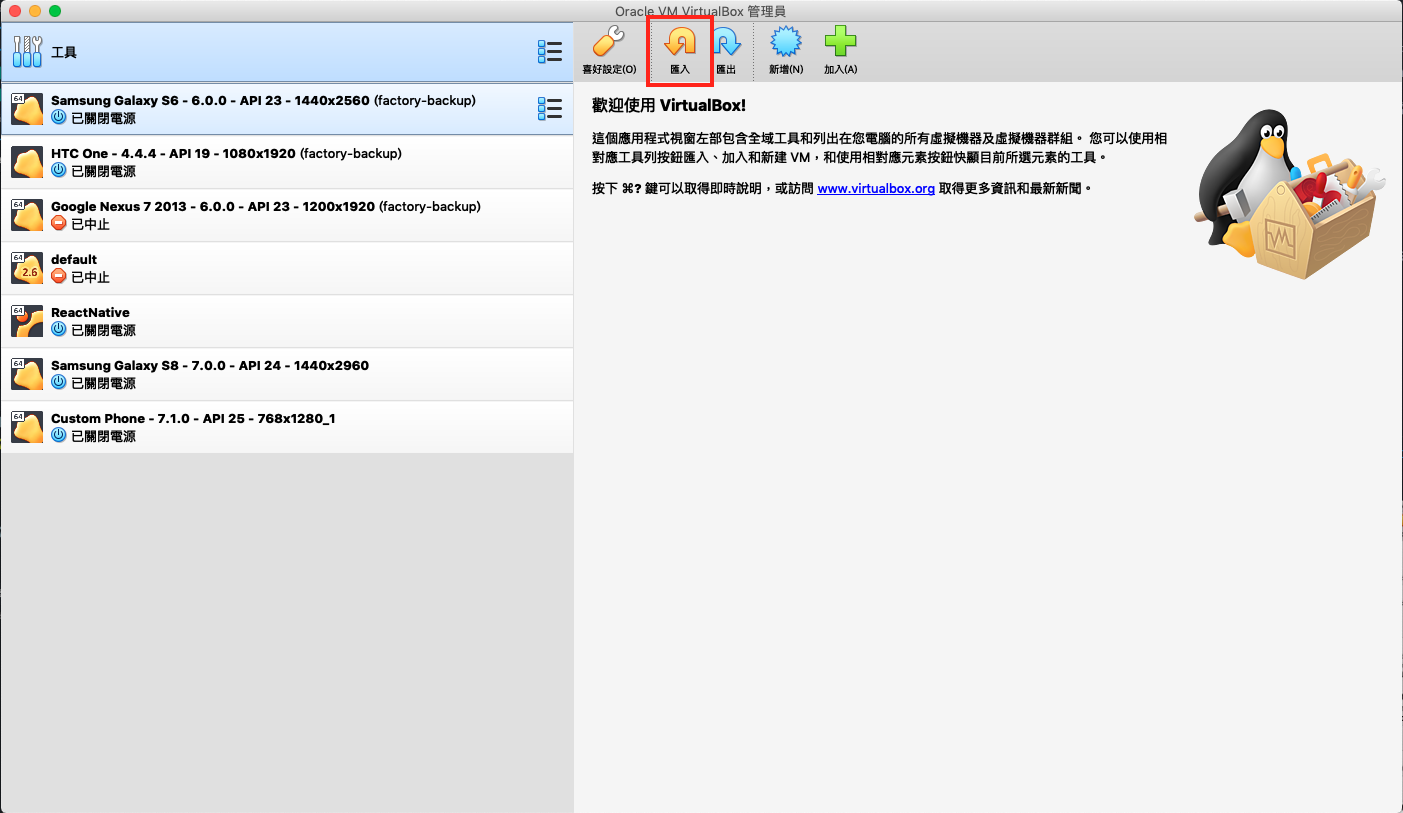 Oracle VM VirtualBox 管理員
工具
64
Samsung Galaxy S6 - 6.0.0 - API 23 - 1440x2560 (factory-backup)
已關閉電源
HTC One - 4.4.4 - API 19 - 1080x1920 (factory-backup)
已關閉電源
64
Google Nexus 7 2013 - 6.0.0 - API 23 - 1200x1920 (factory-backup)
已中止
64
2.6
default
已中止
64
ReactNative
已關閉電源
64
Samsung Galaxy S8 - 7.0.0 - API 24 - 1440x2960
已關閉電源
64
Custom Phone - 7.1.0 - API 25 - 768x1280_1
已關閉電源
喜好設定(O)
匯入
匯出
新增(N)
加入(A)
歡迎使用 VirtualBox!
這個應用程式視窗左部包含全域工具和列出在您電腦的所有虛擬機器及虛擬機器群組。 您可以使用相
對應工具列按鈕匯入、加入和新建 VM，和使用相對應元素按鈕快顯目前所選元素的工具。
按下 ⌘? 鍵可以取得即時說明，或訪問 www.virtualbox.org 取得更多資訊和最新新聞。